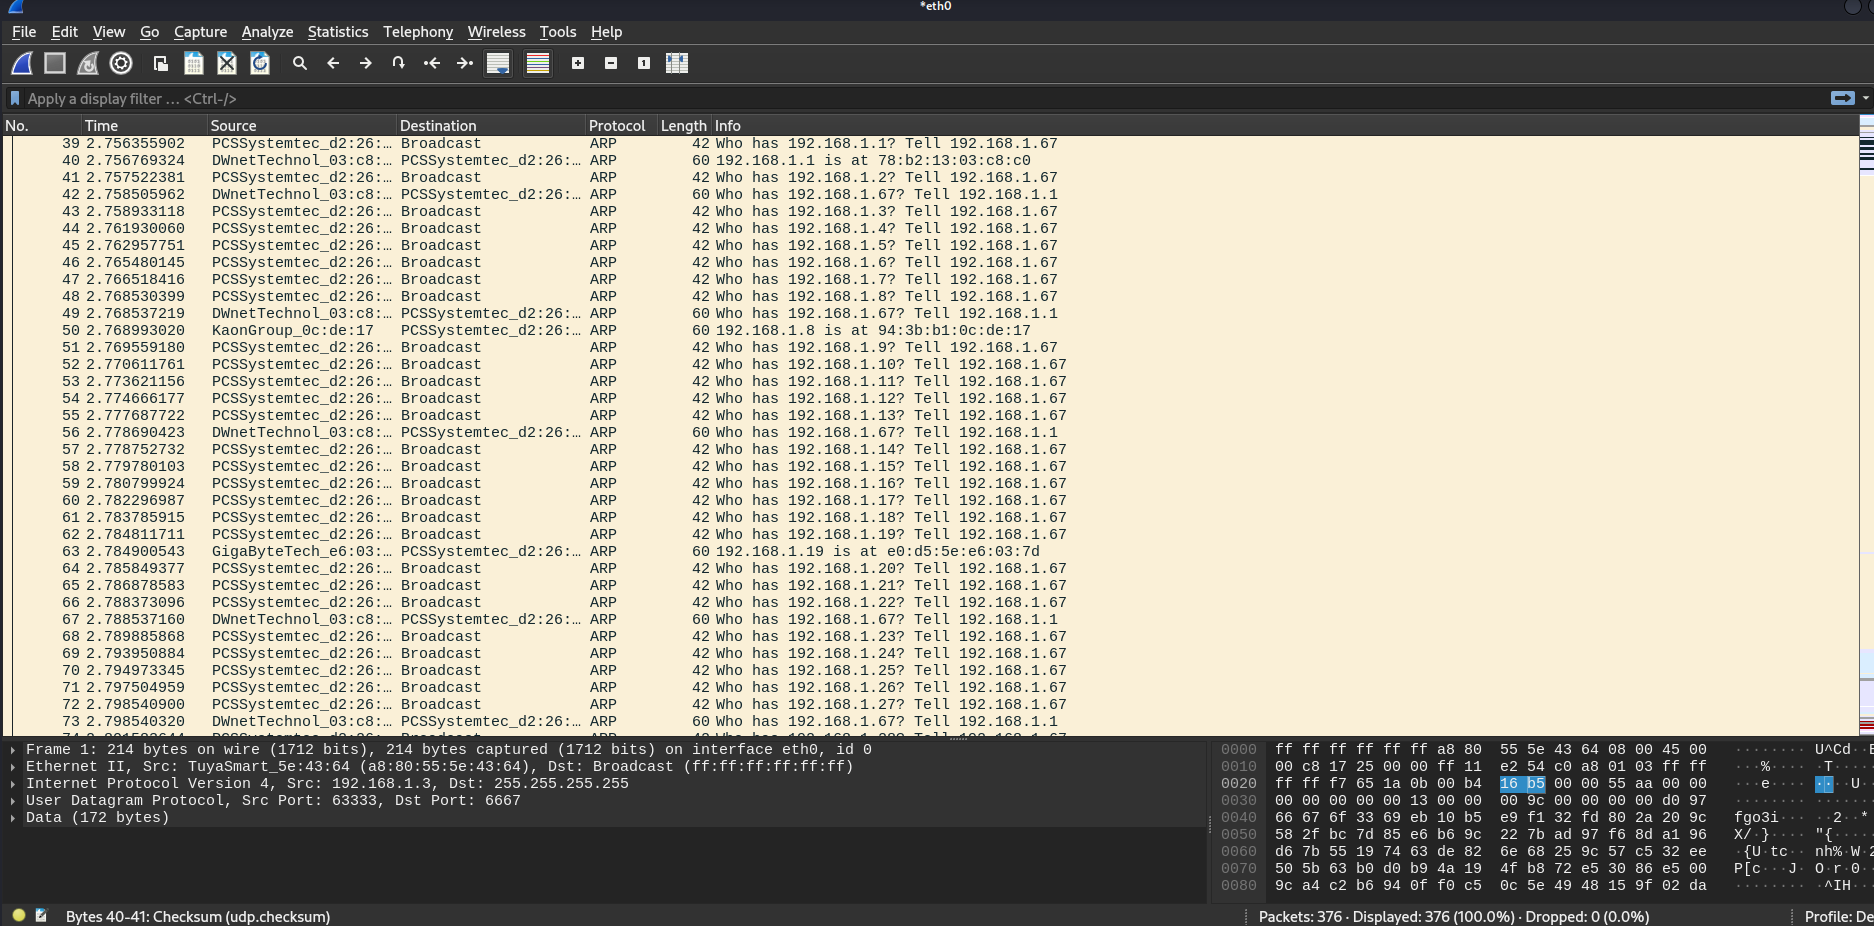 *eth0
File Edit View Go Capture Analyze Statistics Telephony Wireless Tools Help
Apply a display filter … <Ctrl-/>
No. Time Source Destination Protocol Length Info
39 2.756355902 PCSSystemtec_d2:26:… Broadcast ARP 42 Who has 192.168.1.1? Tell 192.168.1.67
40 2.756769324 DWnetTechnol_03:c8:… PCSSystemtec_d2:26:… ARP 60 192.168.1.1 is at 78:b2:13:03:c8:c0
41 2.757522381 PCSSystemtec_d2:26:… Broadcast ARP 42 Who has 192.168.1.2? Tell 192.168.1.67
42 2.758505962 DWnetTechnol_03:c8:… PCSSystemtec_d2:26:… ARP 60 Who has 192.168.1.67? Tell 192.168.1.1
43 2.758933118 PCSSystemtec_d2:26:… Broadcast ARP 42 Who has 192.168.1.3? Tell 192.168.1.67
44 2.761930060 PCSSystemtec_d2:26:… Broadcast ARP 42 Who has 192.168.1.4? Tell 192.168.1.67
45 2.762957751 PCSSystemtec_d2:26:… Broadcast ARP 42 Who has 192.168.1.5? Tell 192.168.1.67
46 2.765480145 PCSSystemtec_d2:26:… Broadcast ARP 42 Who has 192.168.1.6? Tell 192.168.1.67
47 2.766518416 PCSSystemtec_d2:26:… Broadcast ARP 42 Who has 192.168.1.7? Tell 192.168.1.67
48 2.768530399 PCSSystemtec_d2:26:… Broadcast ARP 42 Who has 192.168.1.8? Tell 192.168.1.67
49 2.768537219 DWnetTechnol_03:c8:… PCSSystemtec_d2:26:… ARP 60 Who has 192.168.1.67? Tell 192.168.1.1
50 2.768993020 KaonGroup_0c:de:17 PCSSystemtec_d2:26:… ARP 60 192.168.1.8 is at 94:3b:b1:0c:de:17
51 2.769559180 PCSSystemtec_d2:26:… Broadcast ARP 42 Who has 192.168.1.9? Tell 192.168.1.67
52 2.770611761 PCSSystemtec_d2:26:… Broadcast ARP 42 Who has 192.168.1.10? Tell 192.168.1.67
53 2.773621156 PCSSystemtec_d2:26:… Broadcast ARP 42 Who has 192.168.1.11? Tell 192.168.1.67
54 2.774666177 PCSSystemtec_d2:26:… Broadcast ARP 42 Who has 192.168.1.12? Tell 192.168.1.67
55 2.777687722 PCSSystemtec_d2:26:… Broadcast ARP 42 Who has 192.168.1.13? Tell 192.168.1.67
56 2.778690423 DWnetTechnol_03:c8:… PCSSystemtec_d2:26:… ARP 60 Who has 192.168.1.67? Tell 192.168.1.1
57 2.778752732 PCSSystemtec_d2:26:… Broadcast ARP 42 Who has 192.168.1.14? Tell 192.168.1.67
58 2.779780103 PCSSystemtec_d2:26:… Broadcast ARP 42 Who has 192.168.1.15? Tell 192.168.1.67
59 2.780799924 PCSSystemtec_d2:26:… Broadcast ARP 42 Who has 192.168.1.16? Tell 192.168.1.67
60 2.782296987 PCSSystemtec_d2:26:… Broadcast ARP 42 Who has 192.168.1.17? Tell 192.168.1.67
61 2.783785915 PCSSystemtec_d2:26:… Broadcast ARP 42 Who has 192.168.1.18? Tell 192.168.1.67
62 2.784811711 PCSSystemtec_d2:26:… Broadcast ARP 42 Who has 192.168.1.19? Tell 192.168.1.67
63 2.784900543 GigaByteTech_e6:03:… PCSSystemtec_d2:26:… ARP 60 192.168.1.19 is at e0:d5:5e:e6:03:7d
64 2.785849377 PCSSystemtec_d2:26:… Broadcast ARP 42 Who has 192.168.1.20? Tell 192.168.1.67
65 2.786878583 PCSSystemtec_d2:26:… Broadcast ARP 42 Who has 192.168.1.21? Tell 192.168.1.67
66 2.788373096 PCSSystemtec_d2:26:… Broadcast ARP 42 Who has 192.168.1.22? Tell 192.168.1.67
67 2.788537160 DWnetTechnol_03:c8:… PCSSystemtec_d2:26:… ARP 60 Who has 192.168.1.67? Tell 192.168.1.1
68 2.789885868 PCSSystemtec_d2:26:… Broadcast ARP 42 Who has 192.168.1.23? Tell 192.168.1.67
69 2.793950884 PCSSystemtec_d2:26:… Broadcast ARP 42 Who has 192.168.1.24? Tell 192.168.1.67
70 2.794973345 PCSSystemtec_d2:26:… Broadcast ARP 42 Who has 192.168.1.25? Tell 192.168.1.67
71 2.797504959 PCSSystemtec_d2:26:… Broadcast ARP 42 Who has 192.168.1.26? Tell 192.168.1.67
72 2.798540900 PCSSystemtec_d2:26:… Broadcast ARP 42 Who has 192.168.1.27? Tell 192.168.1.67
73 2.798540320 DWnetTechnol_03:c8:… PCSSystemtec_d2:26:… ARP 60 Who has 192.168.1.67? Tell 192.168.1.1
Frame 1: 214 bytes on wire (1712 bits), 214 bytes captured (1712 bits) on interface eth0, id 0
Ethernet II, Src: TuyaSmart_5e:43:64 (a8:80:55:5e:43:64), Dst: Broadcast (ff:ff:ff:ff:ff:ff)
Internet Protocol Version 4, Src: 192.168.1.3, Dst: 255.255.255.255
User Datagram Protocol, Src Port: 63333, Dst Port: 6667
Data (172 bytes)
0000 ff ff ff ff ff ff a8 80 55 5e 43 64 08 00 45 00 ········ U^Cd··E
0010 00 c8 17 25 00 00 ff 11 e2 54 c0 a8 01 03 ff ff ···%···· ·T······
0020 ff ff f7 65 1a 0b 00 b4 16 b5 00 00 55 aa 00 00 ···e···· ····U··
0030 00 00 00 00 00 13 00 00 00 9c 00 00 00 00 d0 97 ········ ·······
0040 66 67 6f 33 69 eb 10 b5 e9 f1 32 fd 80 2a 20 9c fgo3i··· ··2··*
0050 58 2f bc 7d 85 e6 b6 9c 22 7b ad 97 f6 8d a1 96 X/·}···· "{·····
0060 d6 7b 55 19 74 63 de 82 6e 68 25 9c 57 c5 32 ee ·{U·tc·· nh%·W·2
0070 50 5b 63 b0 d0 b9 4a 19 4f b8 72 e5 30 86 e5 00 P[c···J· O·r·0··
0080 9c a4 c2 b6 94 0f f0 c5 0c 5e 49 48 15 9f 02 da ········ ·^IH···
Bytes 40-41: Checksum (udp.checksum) Packets: 376 · Displayed: 376 (100.0%) · Dropped: 0 (0.0%) Profile: De